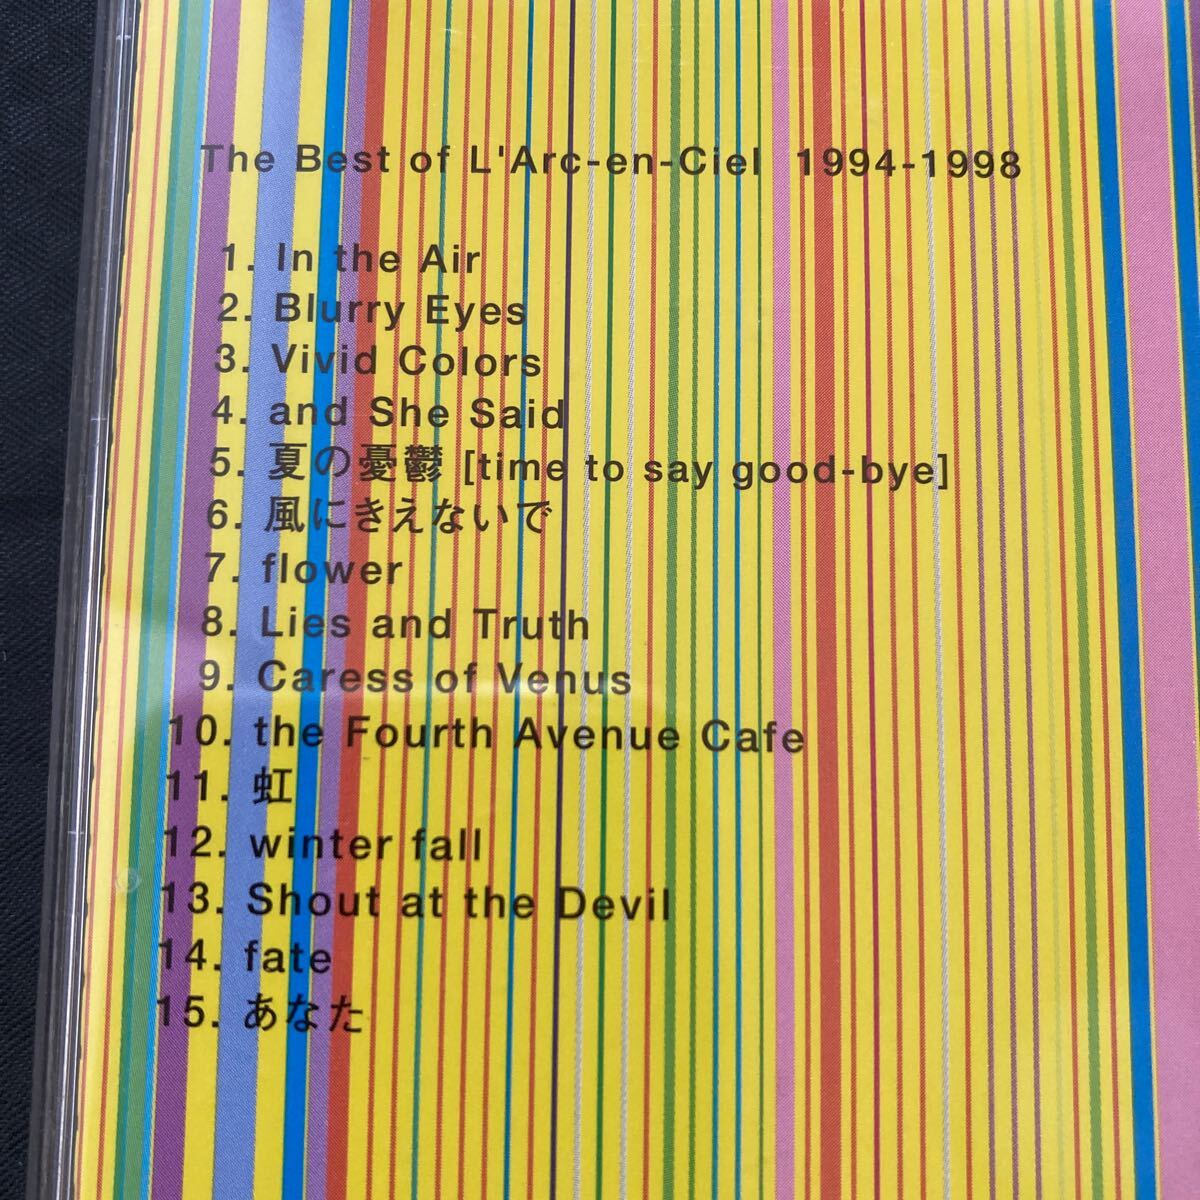 The Best of L'Arc-en-Ciel 1994-1998
1. In the Air
2. Blurry Eyes
3. Vivid Colors
4. and She Said
5. 夏の憂鬱 [time to say good-bye]
6. 風にきえないで
7. flower
8. Lies and Truth
9. Caress of Venus
10. the Fourth Avenue Cafe
11. 虹
12. winter fall
13. Shout at the Devil
14. fate
15. あなた